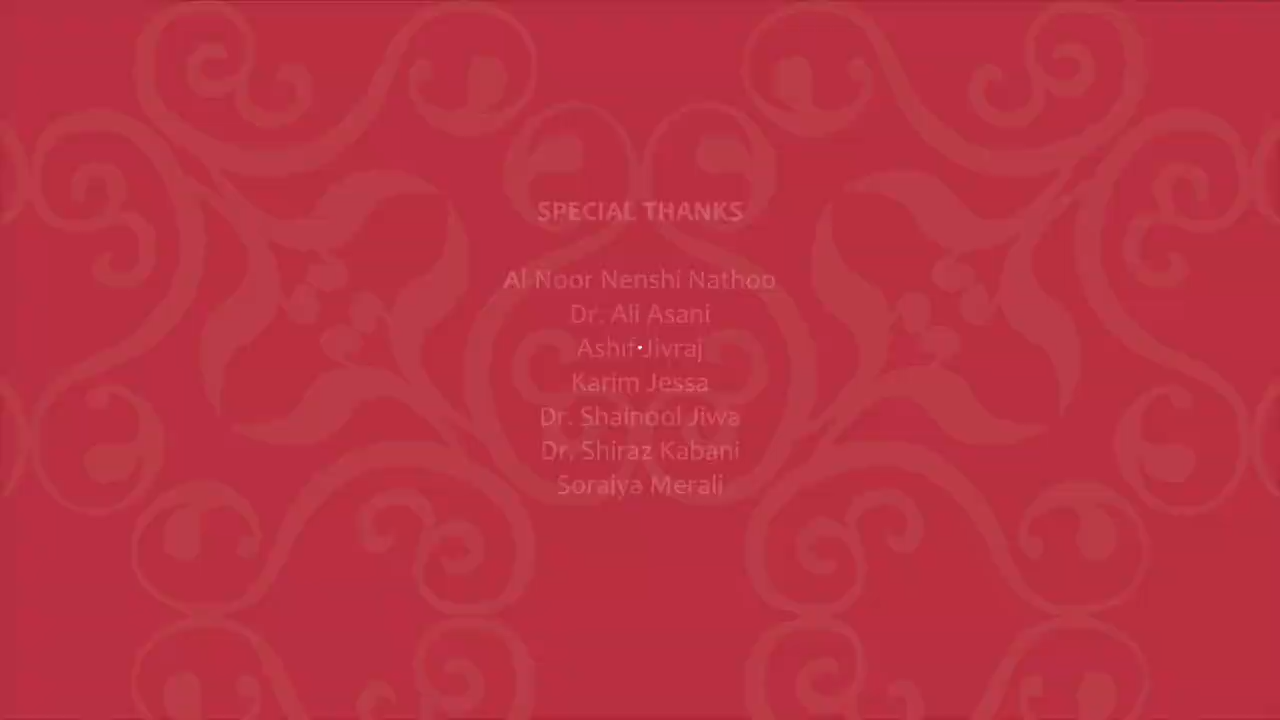 SPECIAL THANKS
Al-Noor Nenshi Nathoo
Dr. Ali Asani
Ashif Jivraj
Karim Jessa
Dr. Shainool Jiwa
Dr. Shiraz Kabani
Soraiya Merali